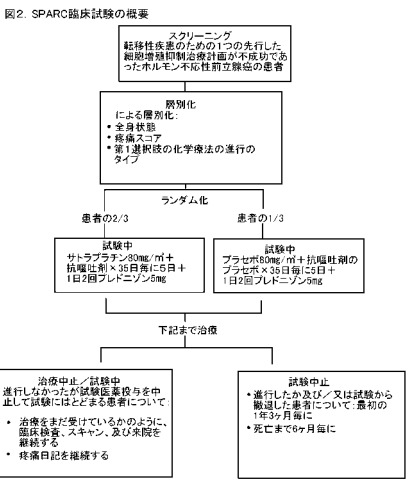 図2. SPARC臨床試験の概要
スクリーニング
転移性疾患のための1つの先行した
細胞増殖抑制治療計画が不成功であ
ったホルモン不応性前立腺癌の患者
層別化
による層別化:
• 全身状態
• 疼痛スコア
• 第1選択肢の化学療法の進行の
タイプ
ランダム化
患者の2/3
患者の1/3
試験中
サトラプラチン80mg/㎡+
抗嘔吐剤×35日毎に5日+
1日2回プレドニゾン5mg
試験中
プラセボ80mg/㎡+抗嘔吐剤の
プラセボ×35日毎に5日+
1日2回プレドニゾン5mg
下記まで治療
治療中止/試験中
進行しなかったが試験医薬投与を中
止して試験にはとどまる患者について:
• 治療をまだ受けているかのように、
臨床検査、スキャン、及び来院を
継続する
• 疼痛日記を継続する
試験中止
• 進行したか及び/又は試験から
撤退した患者について:最初の
1年3ヶ月毎に
• 死亡まで6ヶ月毎に